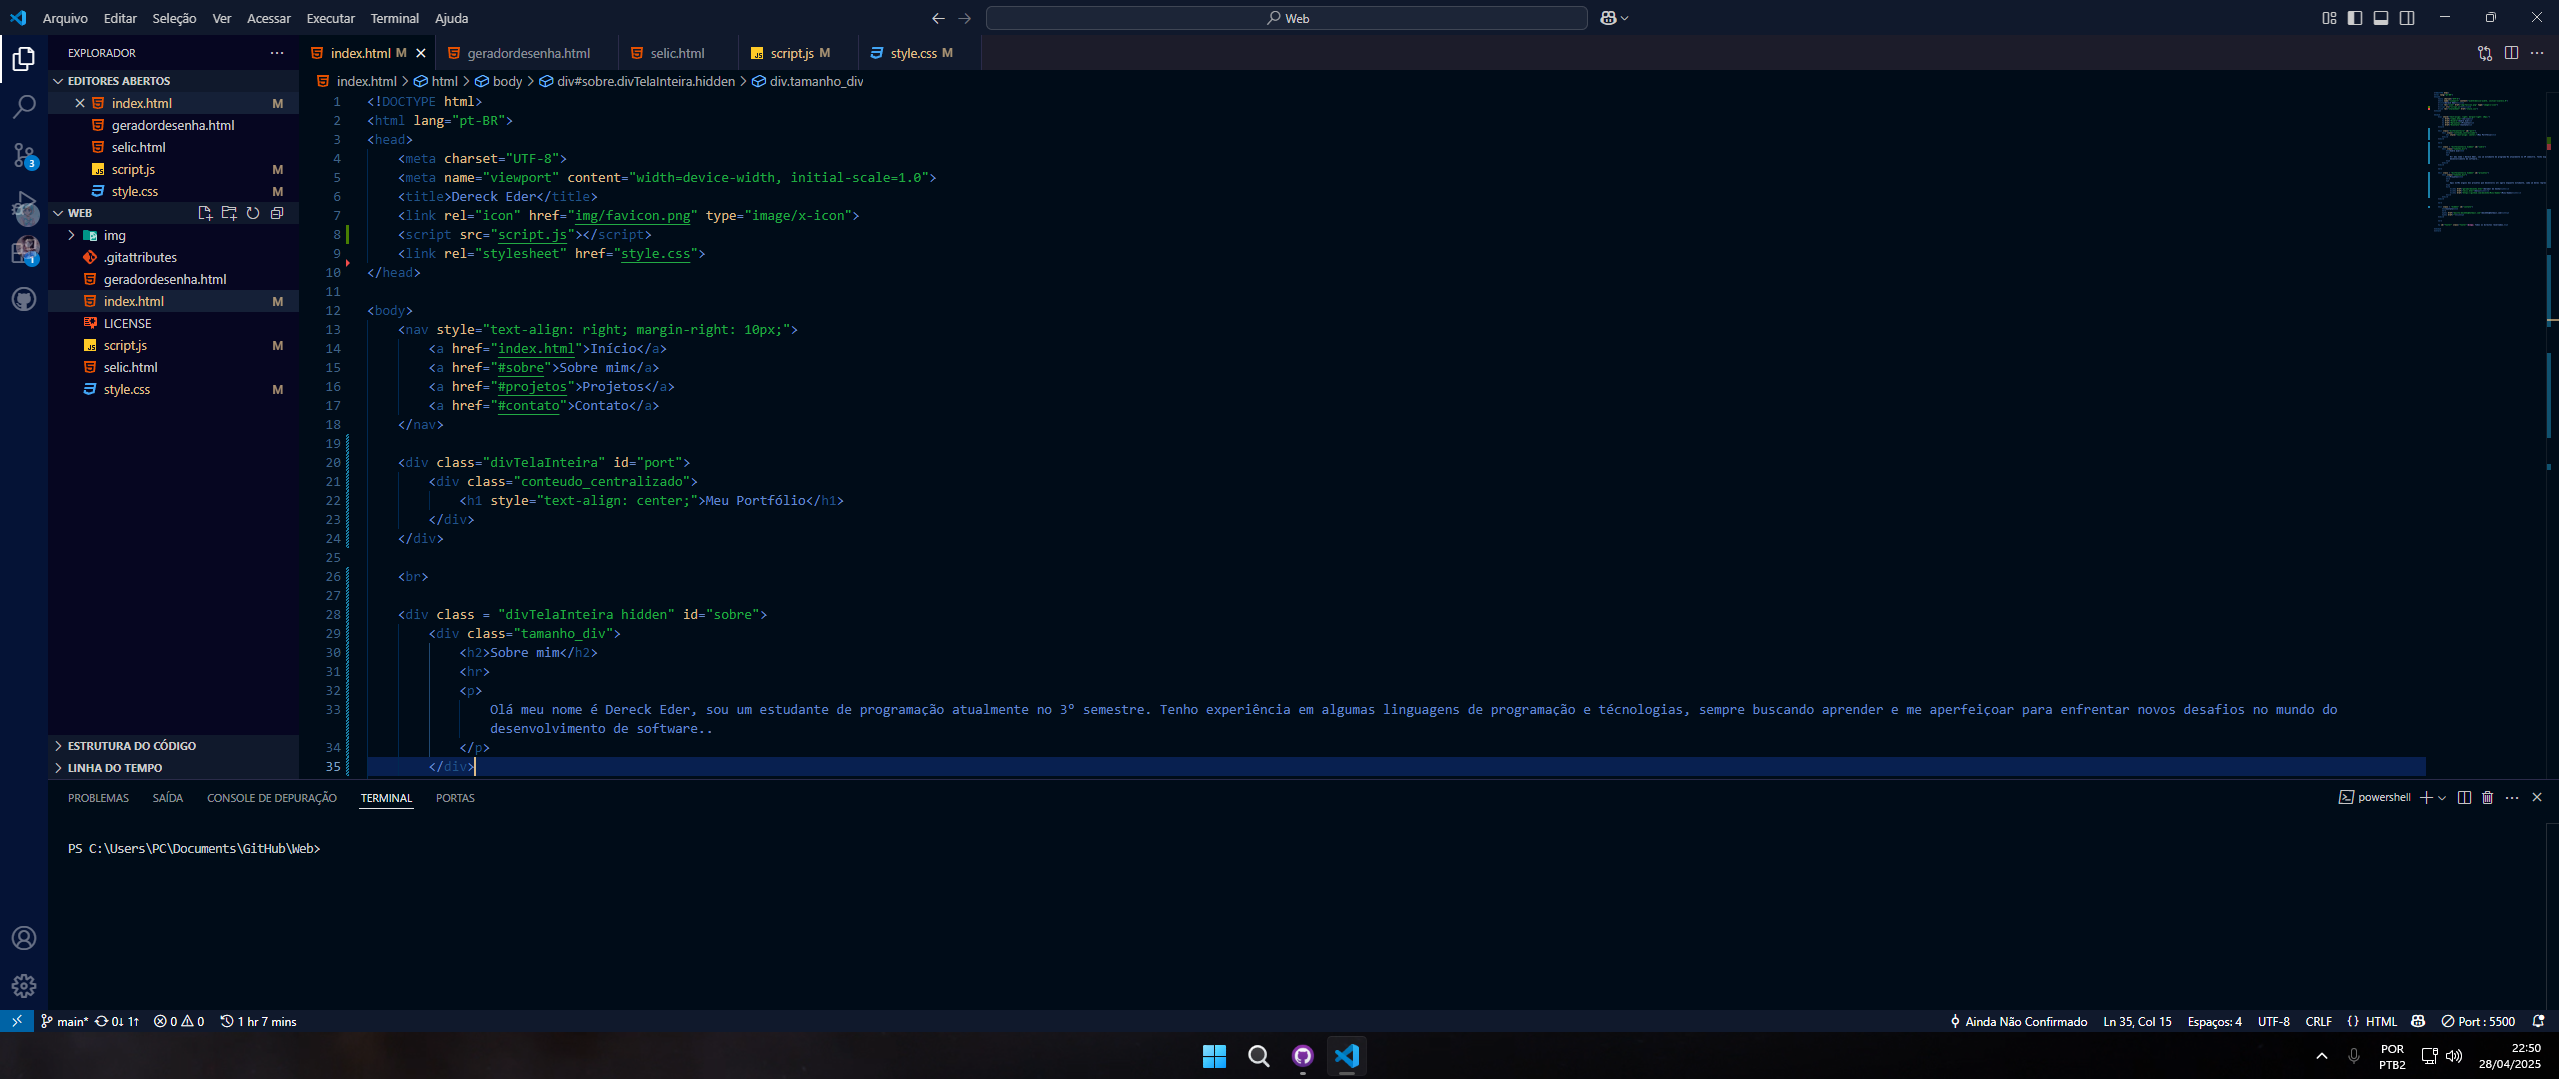 Arquivo Editar Seleção Ver Acessar Executar Terminal Ajuda
Web
EXPLORADOR
index.html M
geradordesenha.html
selic.html
script.js M
style.css M
EDITORES ABERTOS
index.html M
geradordesenha.html
selic.html
script.js M
style.css M
WEB
img
.gitattributes
geradordesenha.html
index.html M
LICENSE
script.js M
selic.html
style.css M
ESTRUTURA DO CÓDIGO
LINHA DO TEMPO
3
1
index.html > html > body > div#sobre.divTelaInteira.hidden > div.tamanho_div
1 <!DOCTYPE html>
2 <html lang="pt-BR">
3 <head>
4 <meta charset="UTF-8">
5 <meta name="viewport" content="width=device-width, initial-scale=1.0">
6 <title>Dereck Eder</title>
7 <link rel="icon" href="img/favicon.png" type="image/x-icon">
8 <script src="script.js"></script>
9 <link rel="stylesheet" href="style.css">
10 </head>
11
12 <body>
13 <nav style="text-align: right; margin-right: 10px;">
14 <a href="index.html">Início</a>
15 <a href="#sobre">Sobre mim</a>
16 <a href="#projetos">Projetos</a>
17 <a href="#contato">Contato</a>
18 </nav>
19
20 <div class="divTelaInteira" id="port">
21 <div class="conteudo_centralizado">
22 <h1 style="text-align: center;">Meu Portfólio</h1>
23 </div>
24 </div>
25
26 <br>
27
28 <div class = "divTelaInteira hidden" id="sobre">
29 <div class="tamanho_div">
30 <h2>Sobre mim</h2>
31 <hr>
32 <p>
33 Olá meu nome é Dereck Eder, sou um estudante de programação atualmente no 3º semestre. Tenho experiência em algumas linguagens de programação e técnologias, sempre buscando aprender e me aperfeiçoar para enfrentar novos desafios no mundo do
desenvolvimento de software..
34 </p>
35 </div>
PROBLEMAS SAÍDA CONSOLE DE DEPURAÇÃO TERMINAL PORTAS
powershell
PS C:\Users\PC\Documents\GitHub\Web>
main* 0↓ 1↑ 0 0 1 hr 7 mins
Ainda Não Confirmado Ln 35, Col 15 Espaços: 4 UTF-8 CRLF {} HTML Port : 5500
POR
PTB2
22:50
28/04/2025